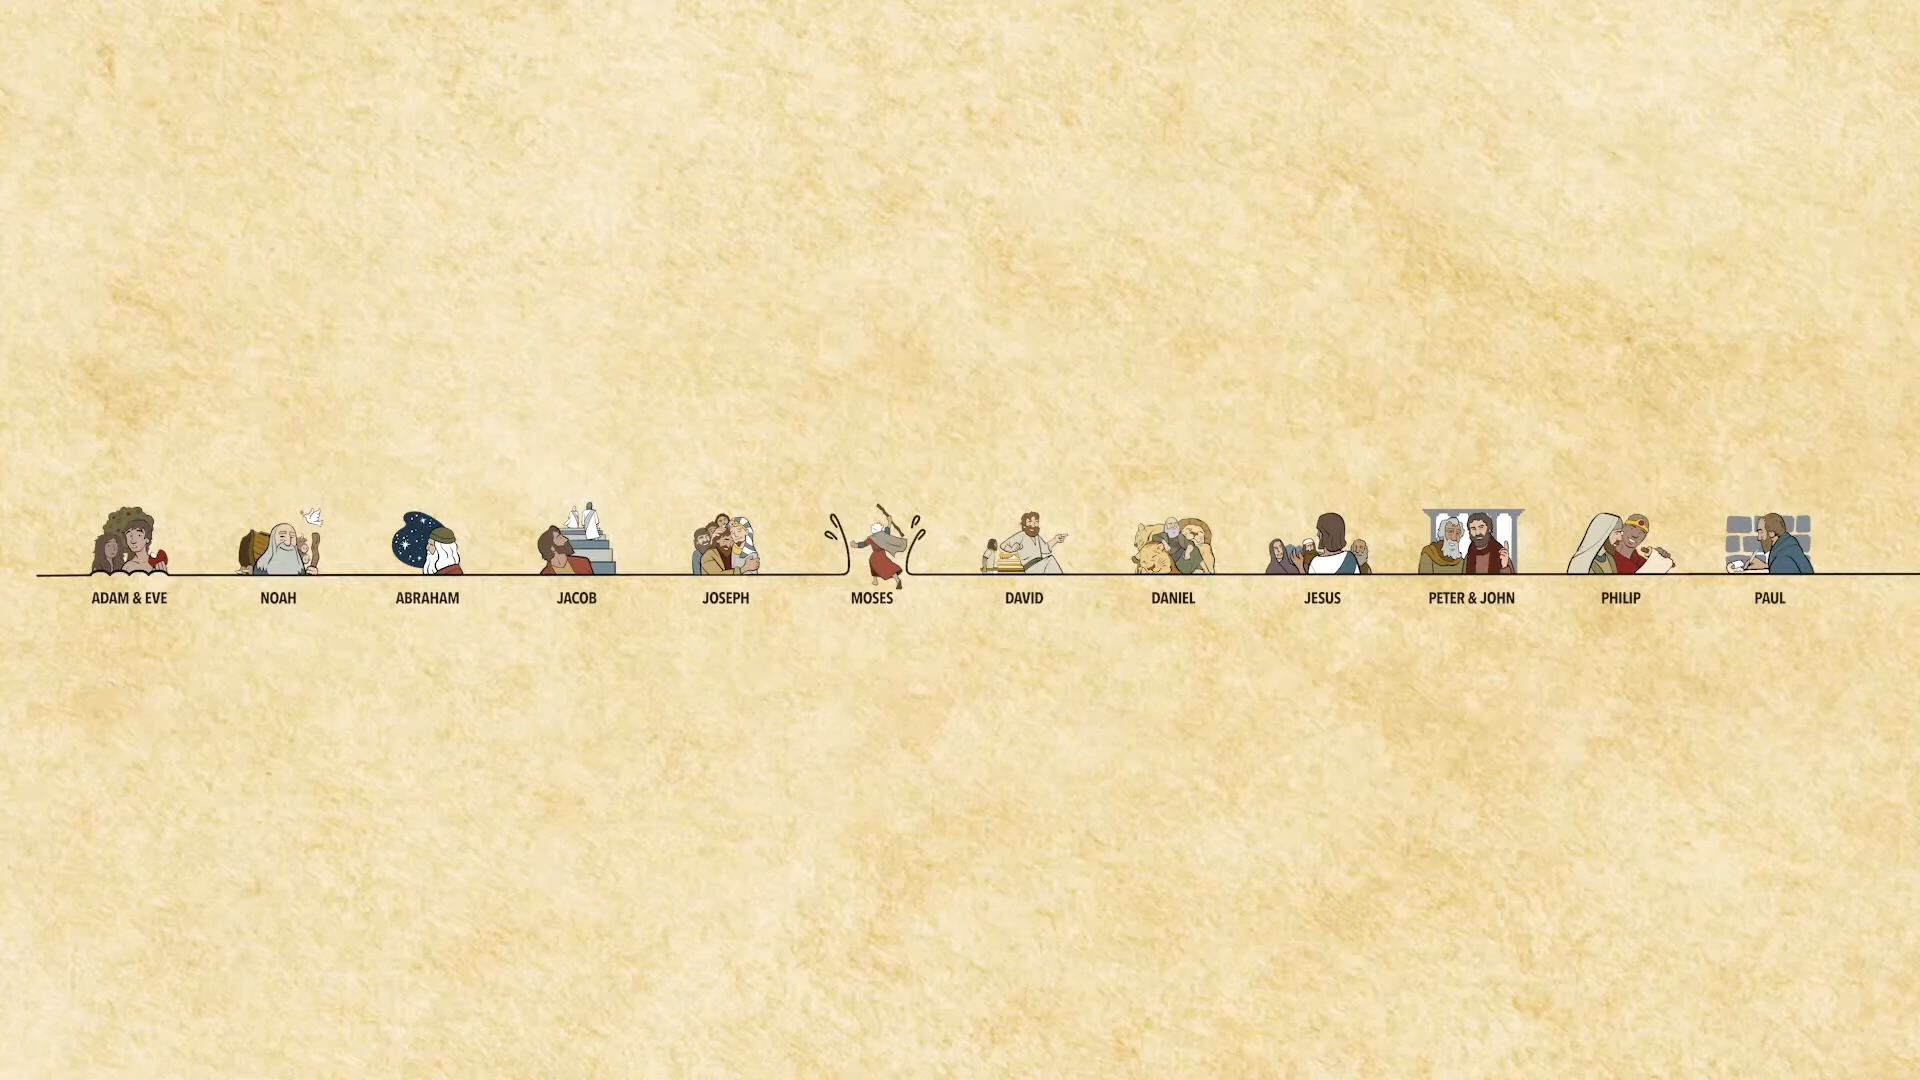 ADAM & EVE
NOAH
ABRAHAM
JACOB
JOSEPH
MOSES
DAVID
DANIEL
JESUS
PETER & JOHN
PHILIP
PAUL